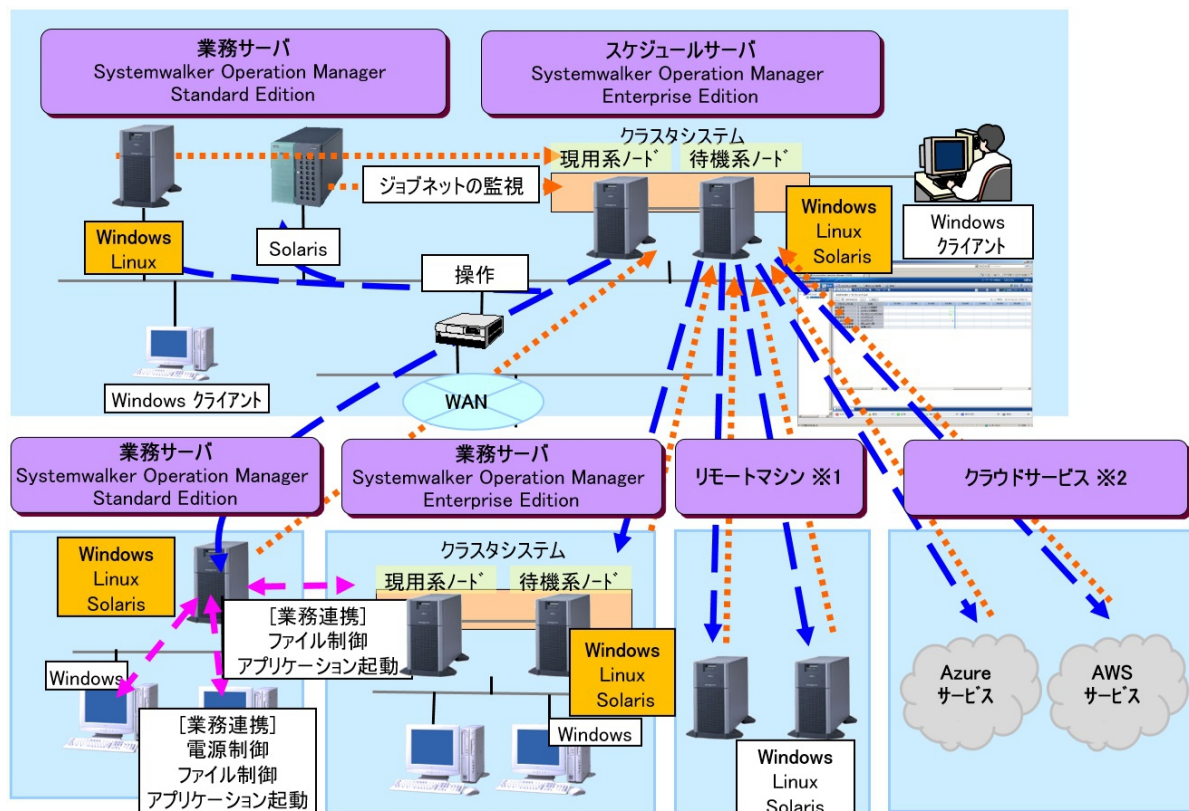 業務サーバ
Systemwalker Operation Manager
Standard Edition
スケジュールサーバ
Systemwalker Operation Manager
Enterprise Edition
クラスタシステム
現用系ノード
待機系ノード
ジョブネットの監視
Windows
Linux
Solaris
Windows
Linux
Solaris
Windows
クライアント
操作
Windows クライアント
WAN
業務サーバ
Systemwalker Operation Manager
Standard Edition
業務サーバ
Systemwalker Operation Manager
Enterprise Edition
リモートマシン ※1
クラウドサービス ※2
Windows
Linux
Solaris
クラスタシステム
現用系ノード
待機系ノード
[業務連携]
ファイル制御
アプリケーション起動
Windows
Linux
Solaris
Windows
[業務連携]
電源制御
ファイル制御
アプリケーション起動
Windows
Windows
Linux
Solaris
Azure
サービス
AWS
サービス